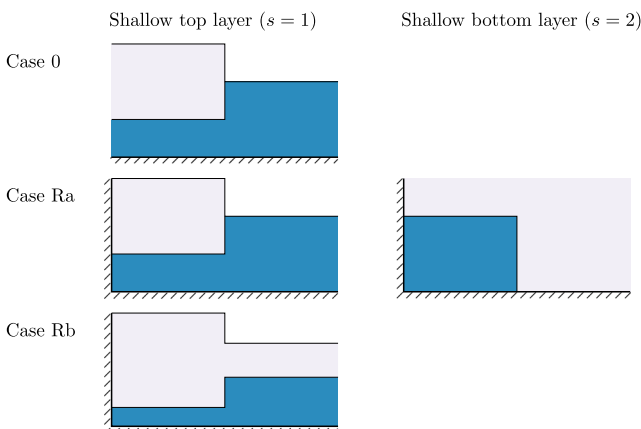 Shallow top layer (s = 1)
Shallow bottom layer (s = 2)
Case 0
Case Ra
Case Rb